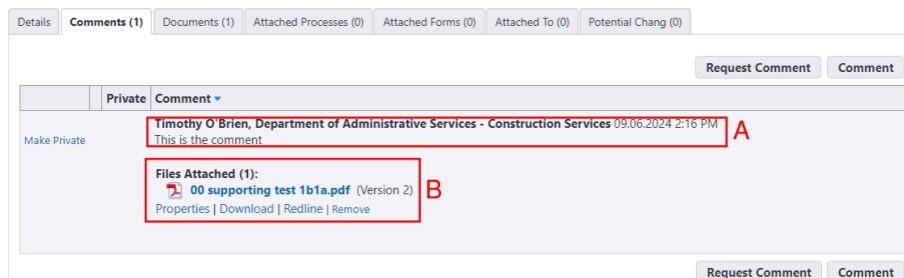 Details Comments (1) Documents (1) Attached Processes (0) Attached Forms (0) Attached To (0) Potential Chang (0)
Request Comment Comment
Private Comment
Timothy O'Brien, Department of Administrative Services - Construction Services 09.06.2024 2:16 PM A
Make Private This is the comment
Files Attached (1):
00 supporting test 1b1a.pdf (Version 2) B
Properties | Download | Redline | Remove
Request Comment Comment